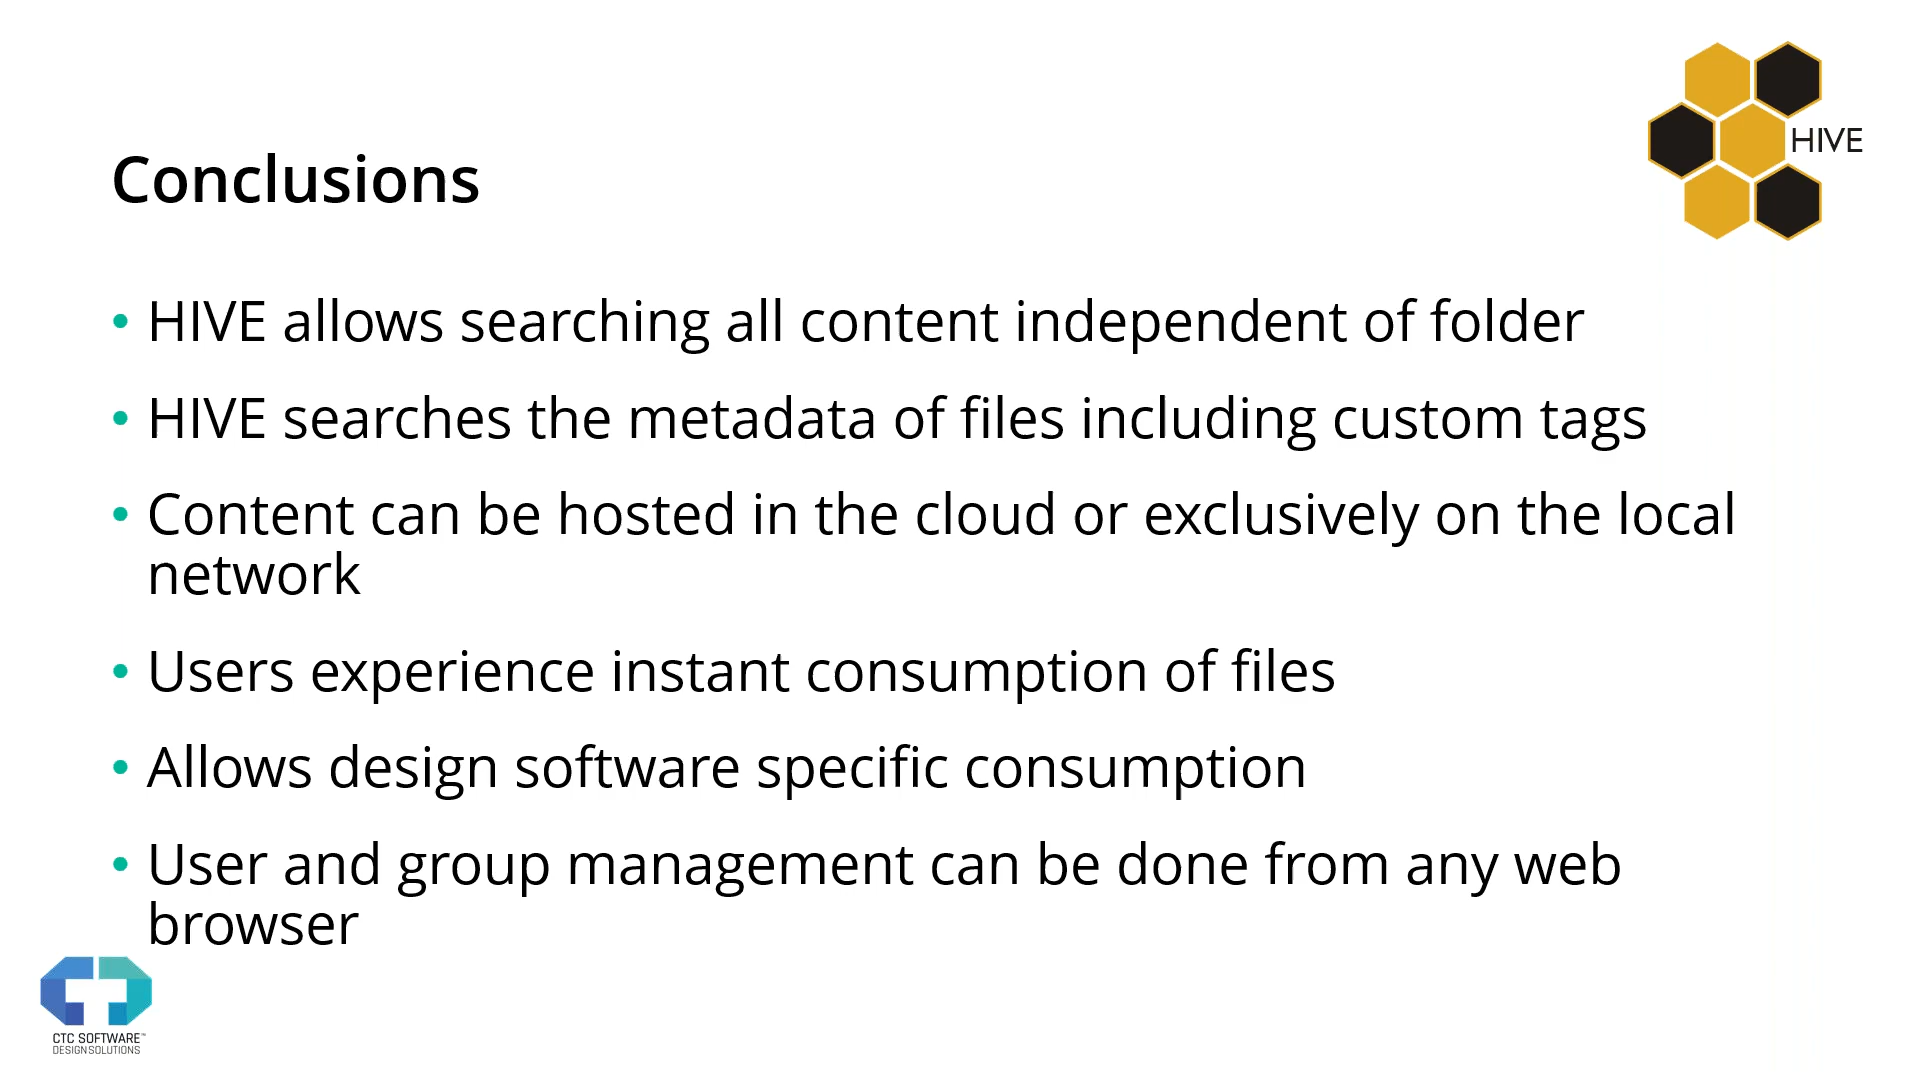 HIVE
Conclusions
• HIVE allows searching all content independent of folder
• HIVE searches the metadata of files including custom tags
• Content can be hosted in the cloud or exclusively on the local
network
• Users experience instant consumption of files
• Allows design software specific consumption
• User and group management can be done from any web
browser
CTC SOFTWARE™
DESIGN SOLUTIONS